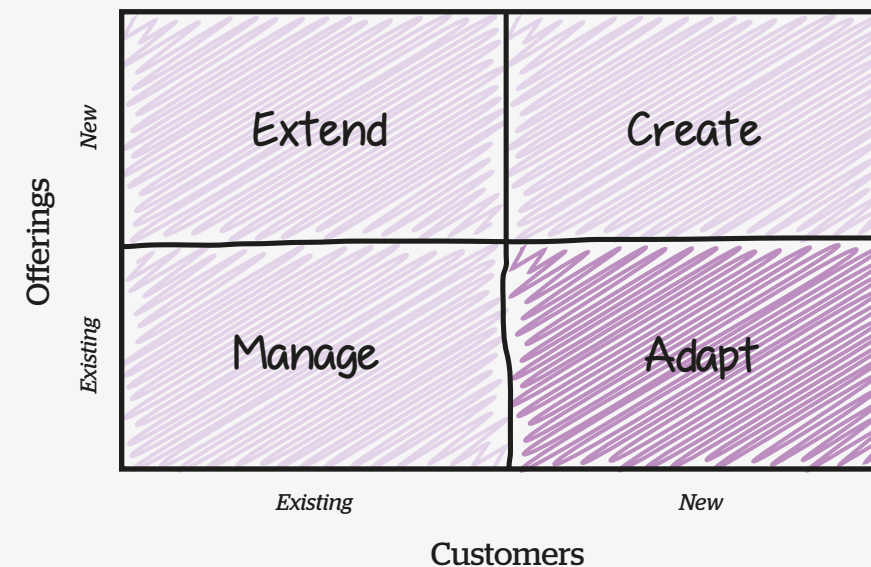 New
Extend
Create
Offerings
Existing
Manage
Adapt
Existing
New
Customers